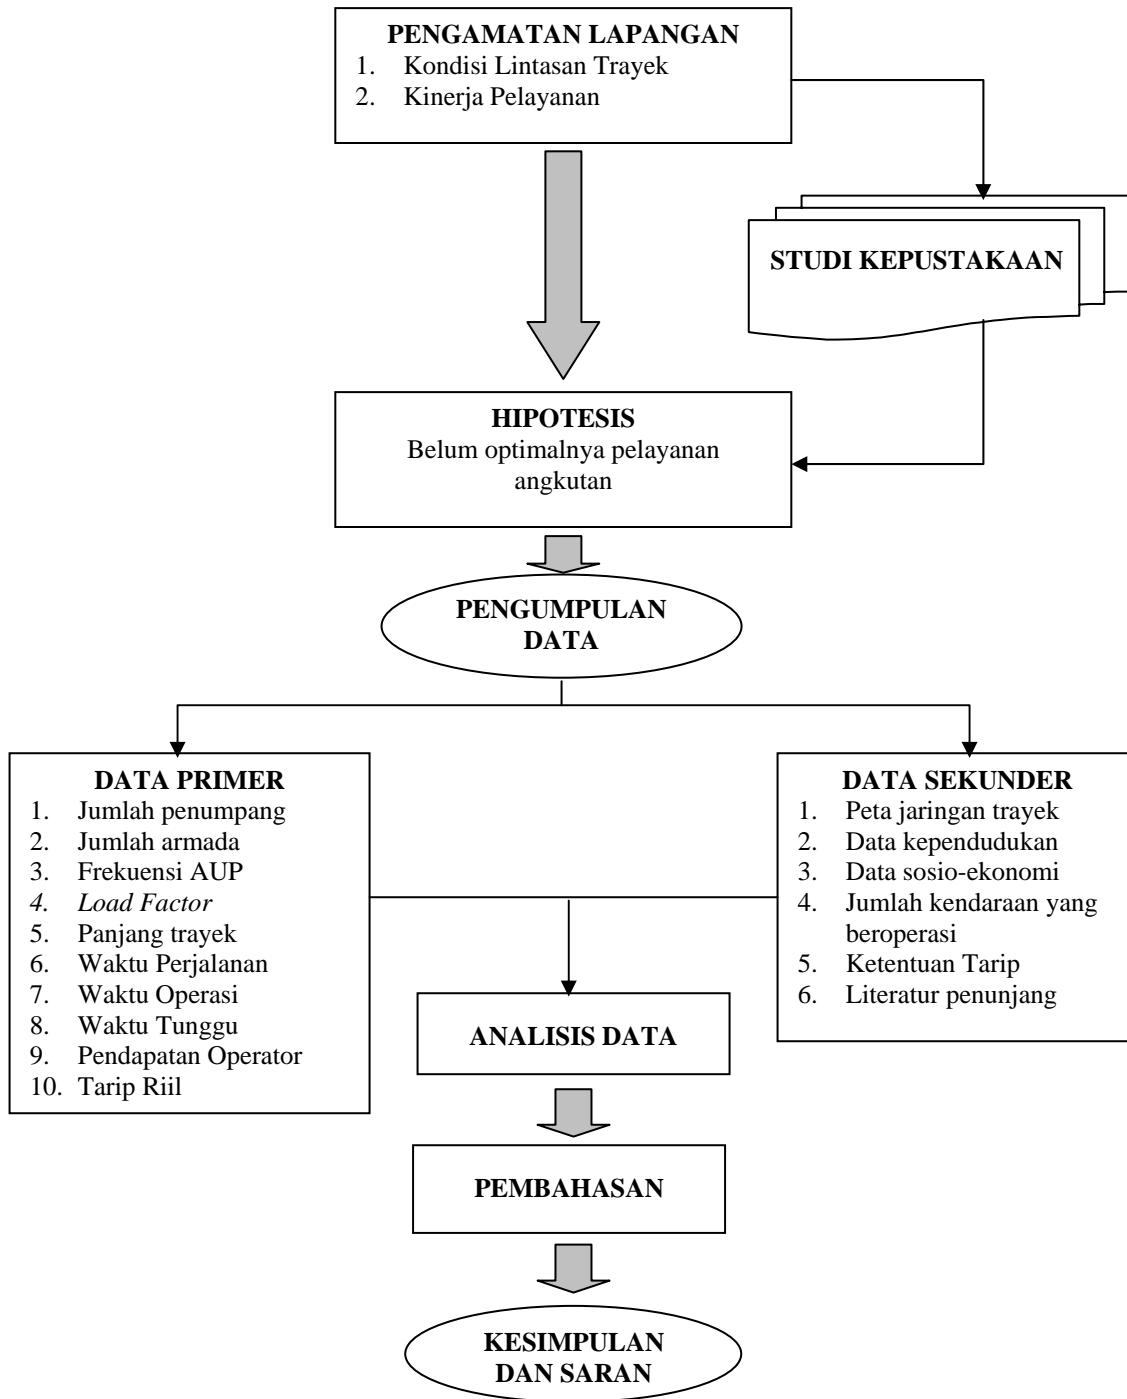 PENGAMATAN LAPANGAN
1. Kondisi Lintasan Trayek
2. Kinerja Pelayanan
STUDI KEPUSTAKAAN
HIPOTESIS
Belum optimalnya pelayanan
angkutan
PENGUMPULAN
DATA
DATA PRIMER
1. Jumlah penumpang
2. Jumlah armada
3. Frekuensi AUP
4. Load Factor
5. Panjang trayek
6. Waktu Perjalanan
7. Waktu Operasi
8. Waktu Tunggu
9. Pendapatan Operator
10. Tarip Riil
DATA SEKUNDER
1. Peta jaringan trayek
2. Data kependudukan
3. Data sosio-ekonomi
4. Jumlah kendaraan yang
beroperasi
5. Ketentuan Tarip
6. Literatur penunjang
ANALISIS DATA
PEMBAHASAN
KESIMPULAN
DAN SARAN